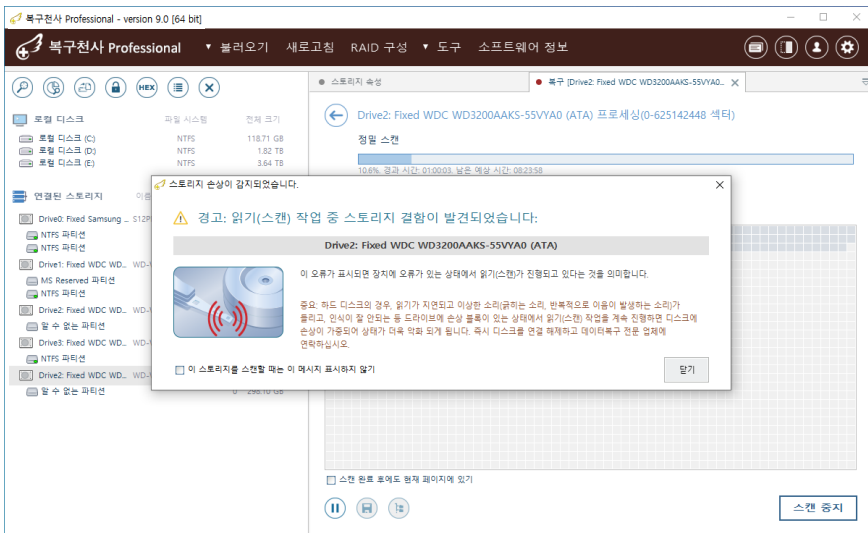 복구천사 Professional - version 9.0 [64 bit]
복구천사 Professional
▼ 불러오기 새로고침 RAID 구성 ▼ 도구 소프트웨어 정보
HEX
로컬 디스크 파일 시스템 전체 크기
로컬 디스크 (C:) NTFS 118.71 GB
로컬 디스크 (D:) NTFS 1.82 TB
로컬 디스크 (E:) NTFS 3.64 TB
연결된 스토리지
Drive0: Fixed Samsung ...
NTFS 파티션
NTFS 파티션
Drive1: Fixed WDC WD...
MS Reserved 파티션
NTFS 파티션
Drive2: Fixed WDC WD...
알 수 없는 파티션
Drive3: Fixed WDC WD...
NTFS 파티션
Drive2: Fixed WDC WD...
알 수 없는 파티션 0 298.10 GB
스토리지 속성
복구 [Drive2: Fixed WDC WD3200AAKS-55VYA0...
Drive2: Fixed WDC WD3200AAKS-55VYA0 (ATA) 프로세싱(0-625142448 섹터)
정밀 스캔
10.6%. 경과 시간: 01:00:03. 남은 예상 시간: 08:23:58
스토리지 손상이 감지되었습니다.
경고: 읽기(스캔) 작업 중 스토리지 결함이 발견되었습니다:
Drive2: Fixed WDC WD3200AAKS-55VYA0 (ATA)
이 오류가 표시되면 장치에 오류가 있는 상태에서 읽기(스캔)가 진행되고 있다는 것을 의미합니다.
중요: 하드 디스크의 경우, 읽기가 지연되고 이상한 소리(긁히는 소리, 반복적으로 이음이 발생하는 소리)가
들리고, 인식이 잘 안되는 등 드라이브에 손상 블록이 있는 상태에서 읽기(스캔) 작업을 계속 진행하면 디스크에
손상이 가중되어 상태가 더욱 악화 되게 됩니다. 즉시 디스크를 연결 해제하고 데이터복구 전문 업체에
연락하십시오.
이 스토리지를 스캔할 때는 이 메시지 표시하지 않기
닫기
스캔 완료 후에도 현재 페이지에 있기
스캔 중지